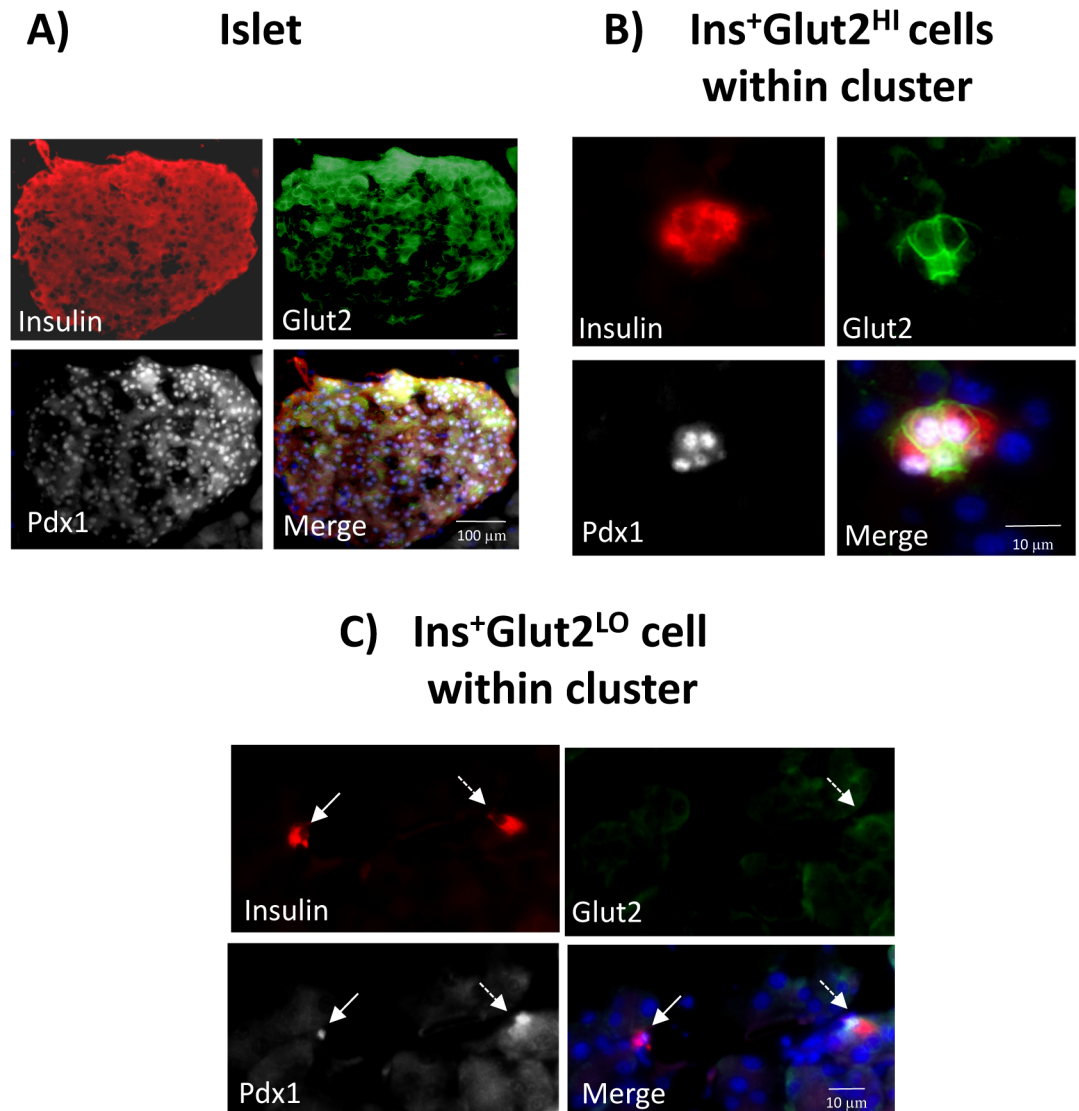 A) Islet
Insulin
Glut2
Pdx1
Merge
100 μm
B) Ins⁺Glut2ᴴᴵ cells
within cluster
Insulin
Glut2
Pdx1
Merge
10 μm
C) Ins⁺Glut2ᴸᴼ cell
within cluster
Insulin
Glut2
Pdx1
Merge
10 μm